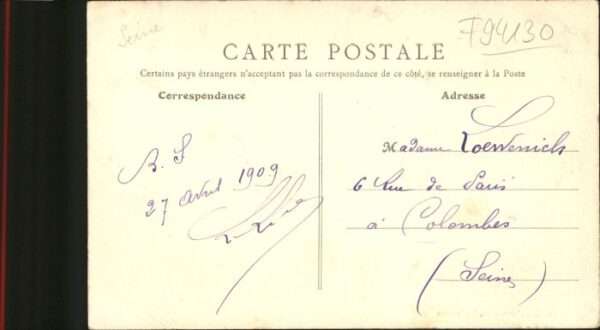 Seine
F94130
CARTE POSTALE
Certains pays étrangers n'acceptent pas la correspondance de ce côté, se renseigner à la Poste
Correspondance
Adresse
B. S
27 Avril 1909
Madame Loewenich
6 Rue de Paris
à Colombes
(Seine)